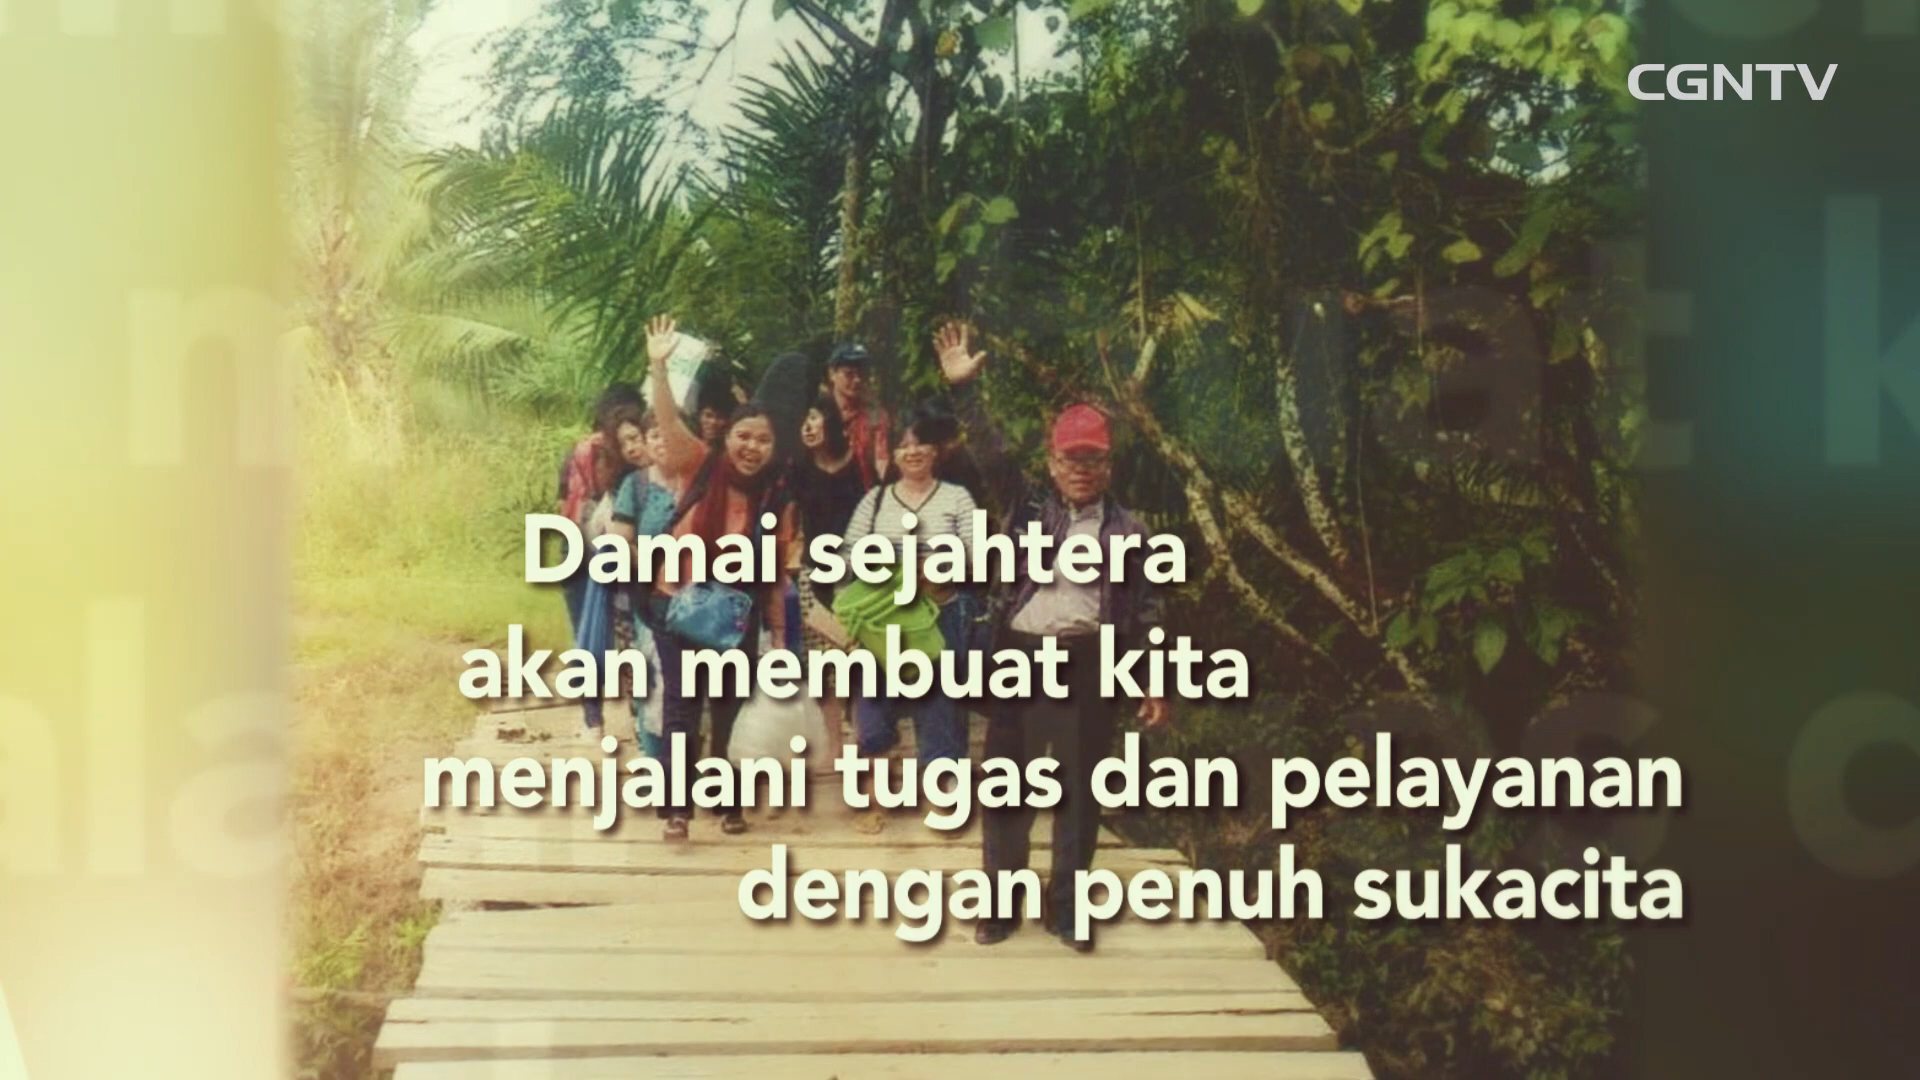 CGNTV
Damai sejahtera
akan membuat kita
menjalani tugas dan pelayanan
dengan penuh sukacita